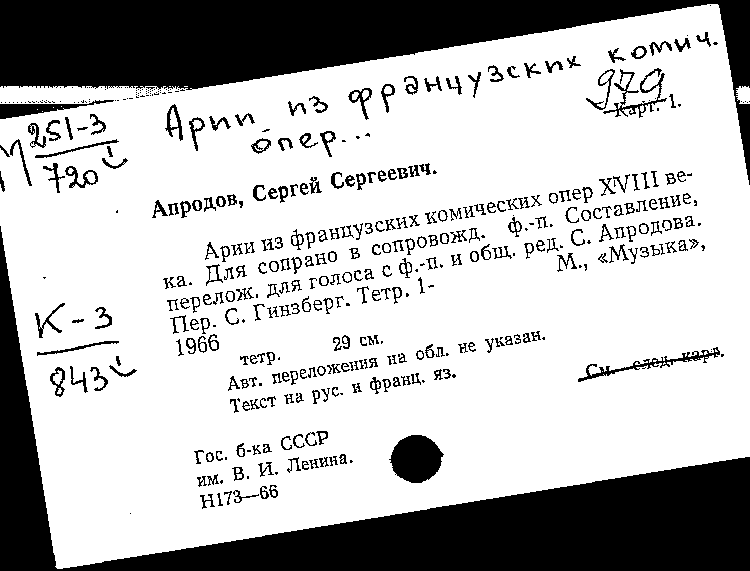 Арии из французских комич.
опер...
979
Карт. 1.
М 251-3
720
Апродов, Сергей Сергеевич.
Арии из французских комических опер XVIII ве-
ка. Для сопрано в сопровожд. ф.-п. Составление,
перелож. для голоса с ф.-п. и общ. ред. С. Апродова.
Пер. С. Гинзберг. Тетр. 1- М., «Музыка»,
1966
К-3
843
тетр. 29 см.
Авт. переложения на обл. не указан.
Текст на рус. и франц. яз.
См. след. карт.
Гос. б-ка СССР
им. В. И. Ленина.
Н173—66